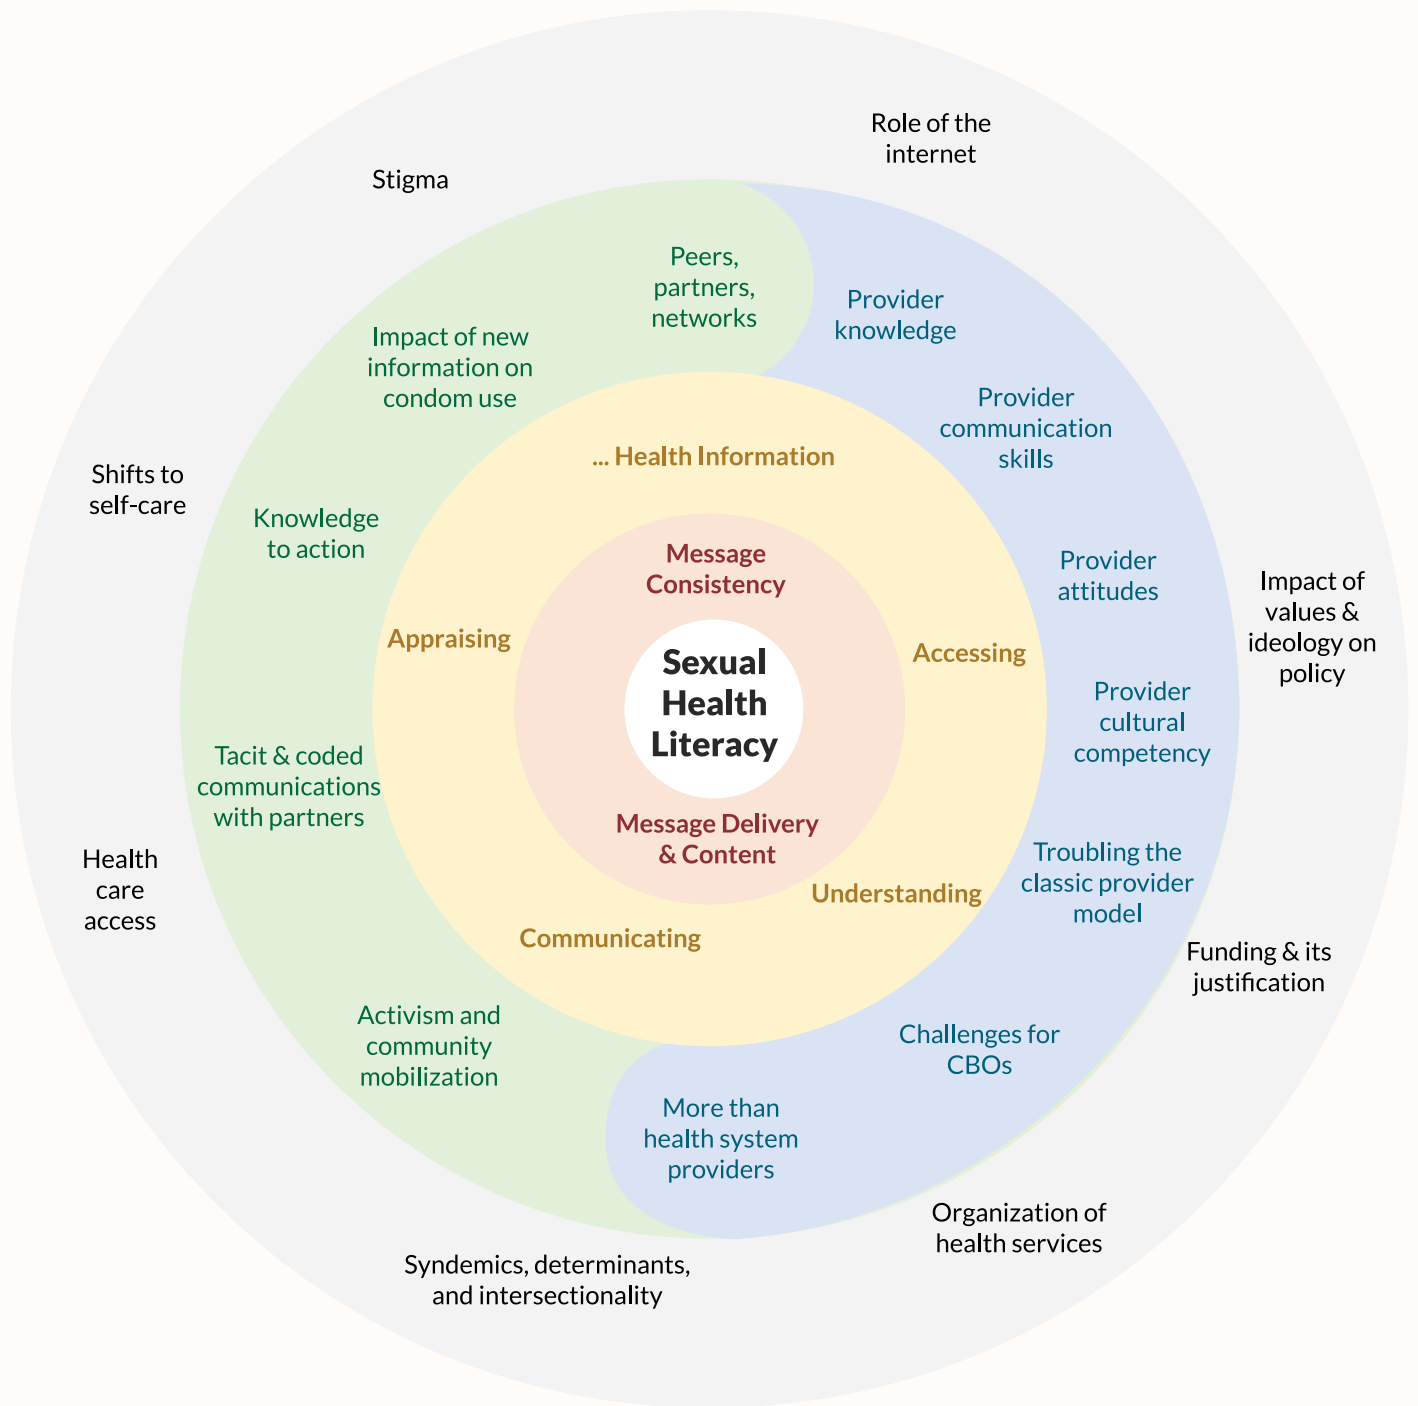 Role of the
internet
Stigma
Peers,
partners,
networks
Provider
knowledge
Impact of new
information on
condom use
Provider
communication
skills
... Health Information
Shifts to
self-care
Knowledge
to action
Message
Consistency
Provider
attitudes
Impact of
values &
ideology on
policy
Appraising
Accessing
Sexual
Health
Literacy
Provider
cultural
competency
Tacit & coded
communications
with partners
Message Delivery
& Content
Troubling the
classic provider
model
Health
care
access
Understanding
Communicating
Funding & its
justification
Activism and
community
mobilization
Challenges for
CBOs
More than
health system
providers
Organization of
health services
Syndemics, determinants,
and intersectionality